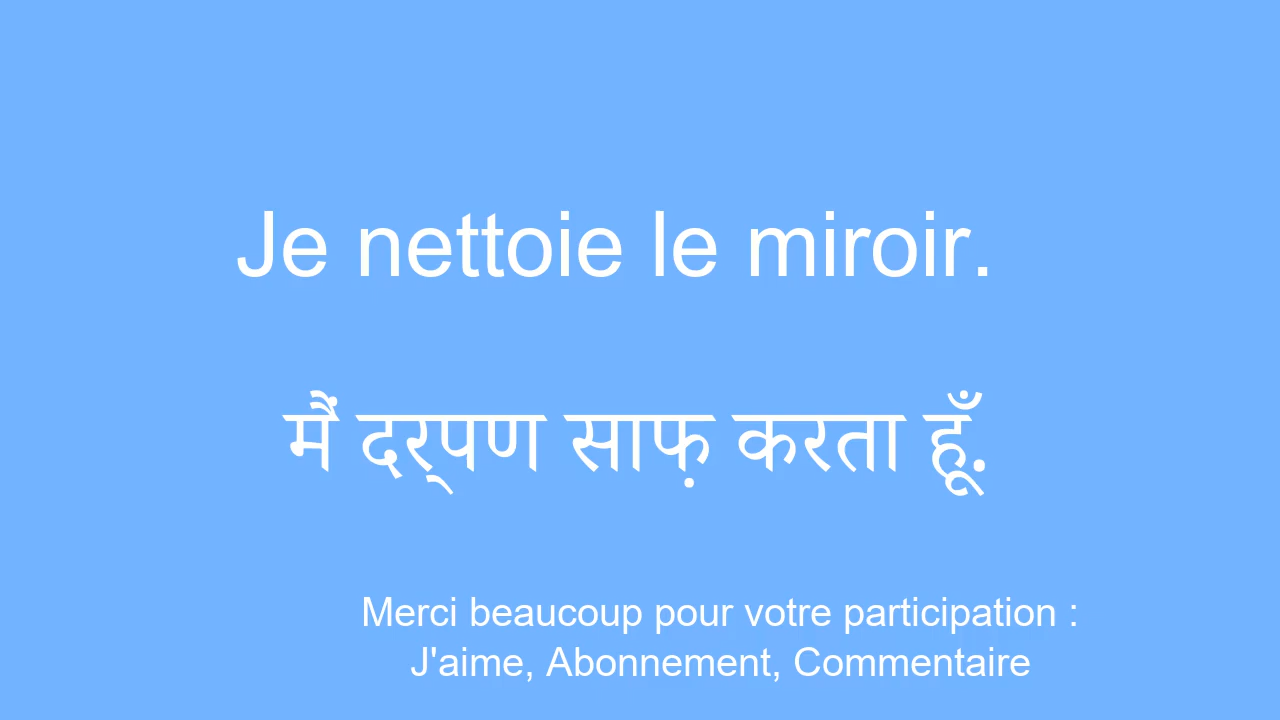 Je nettoie le miroir.
मैं दर्पण साफ़ करता हूँ.
Merci beaucoup pour votre participation :
J'aime, Abonnement, Commentaire